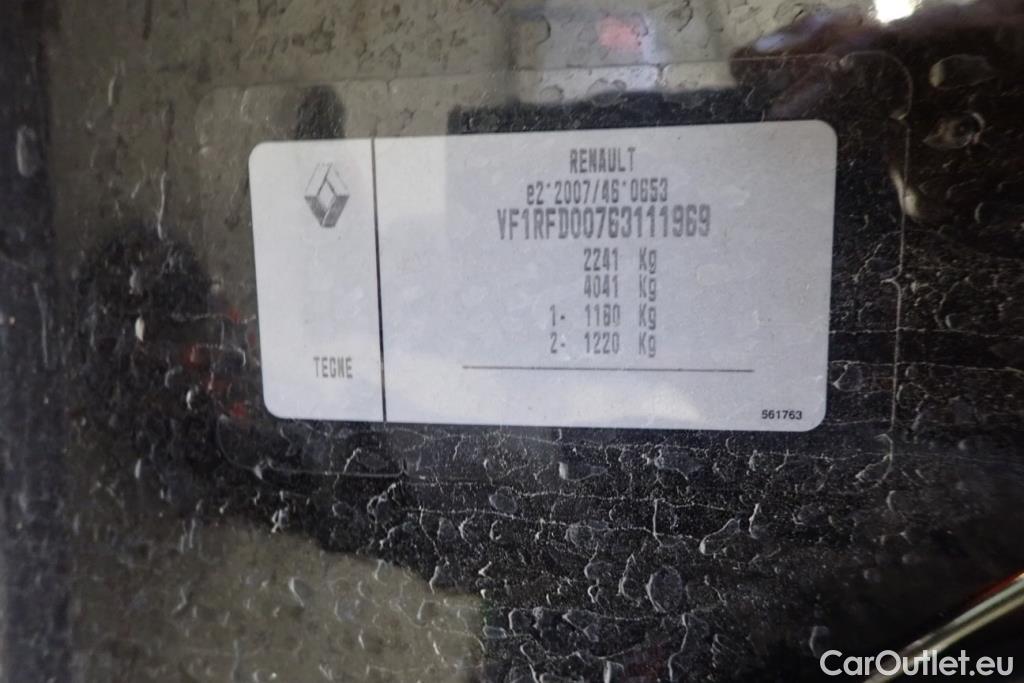 RENAULT
e2*2007/46*0653
VF1RFD00763111969
2241 Kg
4041 Kg
1- 1160 Kg
2- 1220 Kg
TECNE
561763
CarOutlet.eu